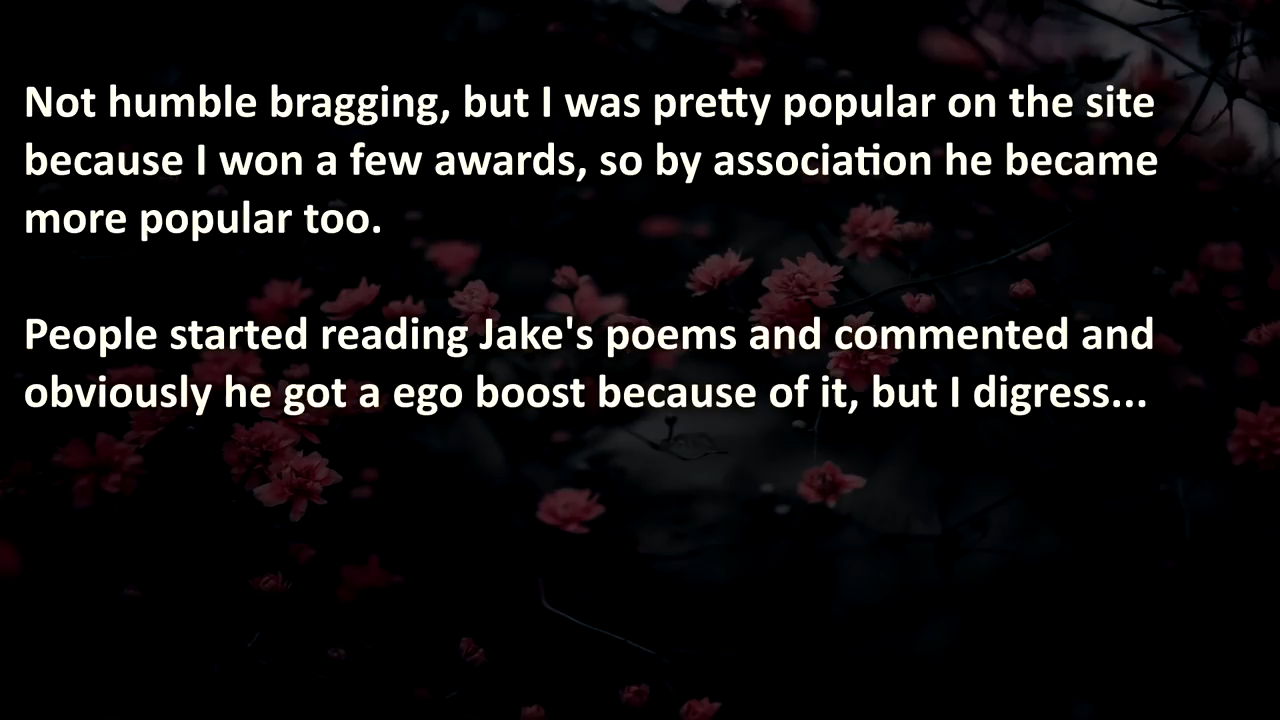 Not humble bragging, but I was pretty popular on the site
because I won a few awards, so by association he became
more popular too.
People started reading Jake's poems and commented and
obviously he got a ego boost because of it, but I digress...